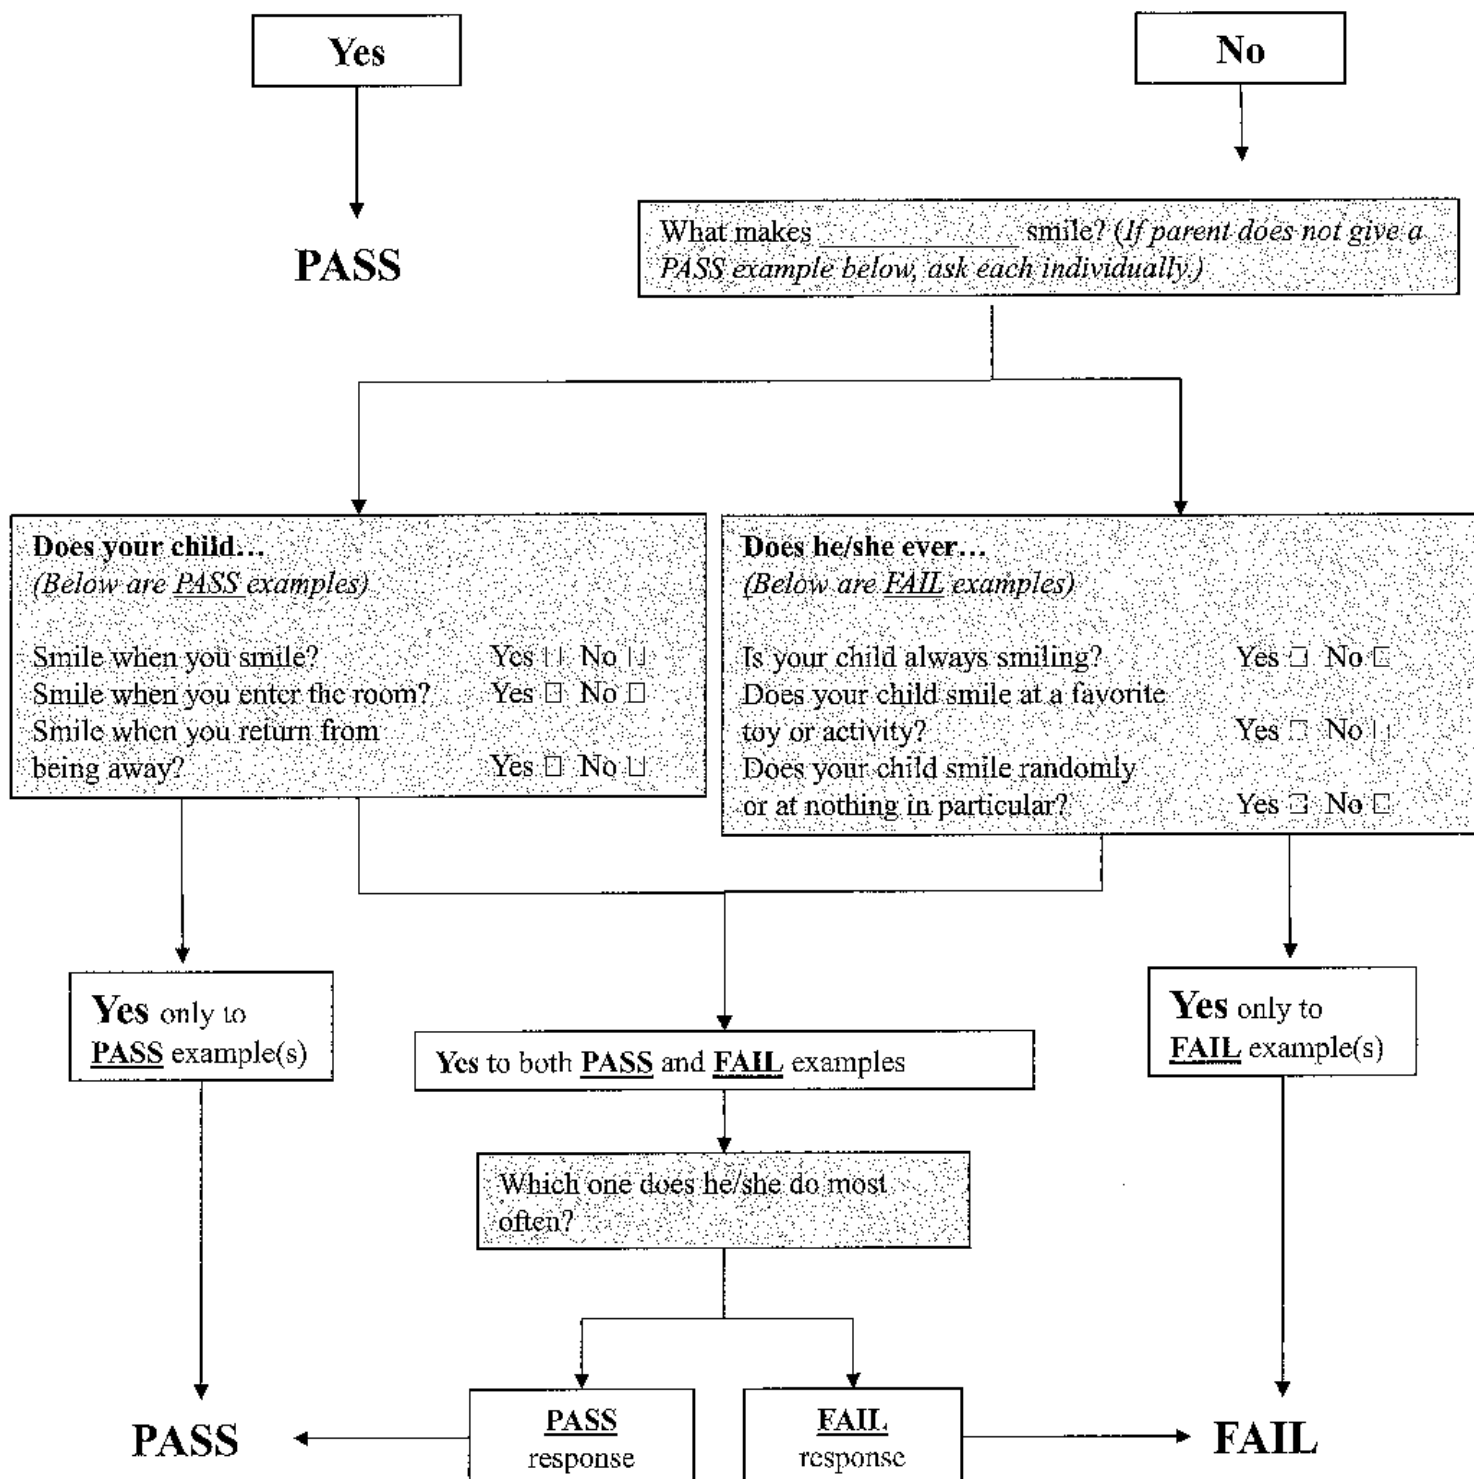 Yes
No
PASS
What makes ____________ smile? (If parent does not give a
PASS example below, ask each individually.)
Does your child…
(Below are PASS examples)
Smile when you smile? Yes □ No □
Smile when you enter the room? Yes □ No □
Smile when you return from
being away? Yes □ No □
Does he/she ever…
(Below are FAIL examples)
Is your child always smiling? Yes □ No □
Does your child smile at a favorite
toy or activity? Yes □ No □
Does your child smile randomly
or at nothing in particular? Yes □ No □
Yes only to
PASS example(s)
Yes to both PASS and FAIL examples
Yes only to
FAIL example(s)
Which one does he/she do most
often?
PASS
PASS
response
FAIL
response
FAIL